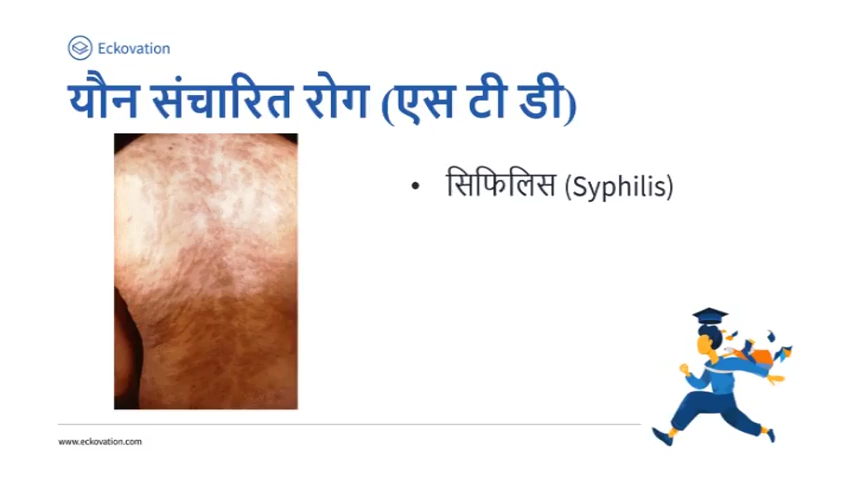 Eckovation
यौन संचारित रोग (एस टी डी)
• सिफिलिस (Syphilis)
www.eckovation.com